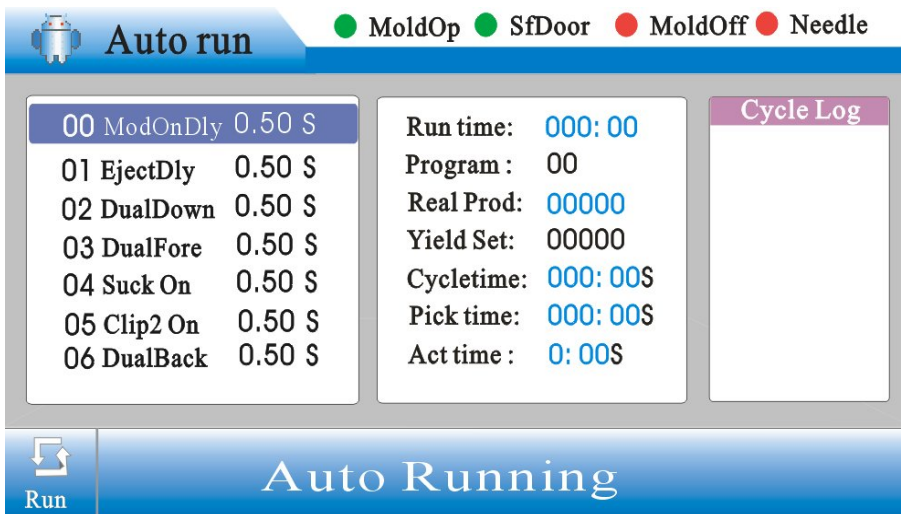 Auto run
MoldOp SfDoor MoldOff Needle
00 ModOnDly 0.50 S
01 EjectDly 0.50 S
02 DualDown 0.50 S
03 DualFore 0.50 S
04 Suck On 0.50 S
05 Clip2 On 0.50 S
06 DualBack 0.50 S
Run time: 000:00
Program : 00
Real Prod: 00000
Yield Set: 00000
Cycletime: 000:00S
Pick time: 000:00S
Act time : 0:00S
Cycle Log
Run
Auto Running